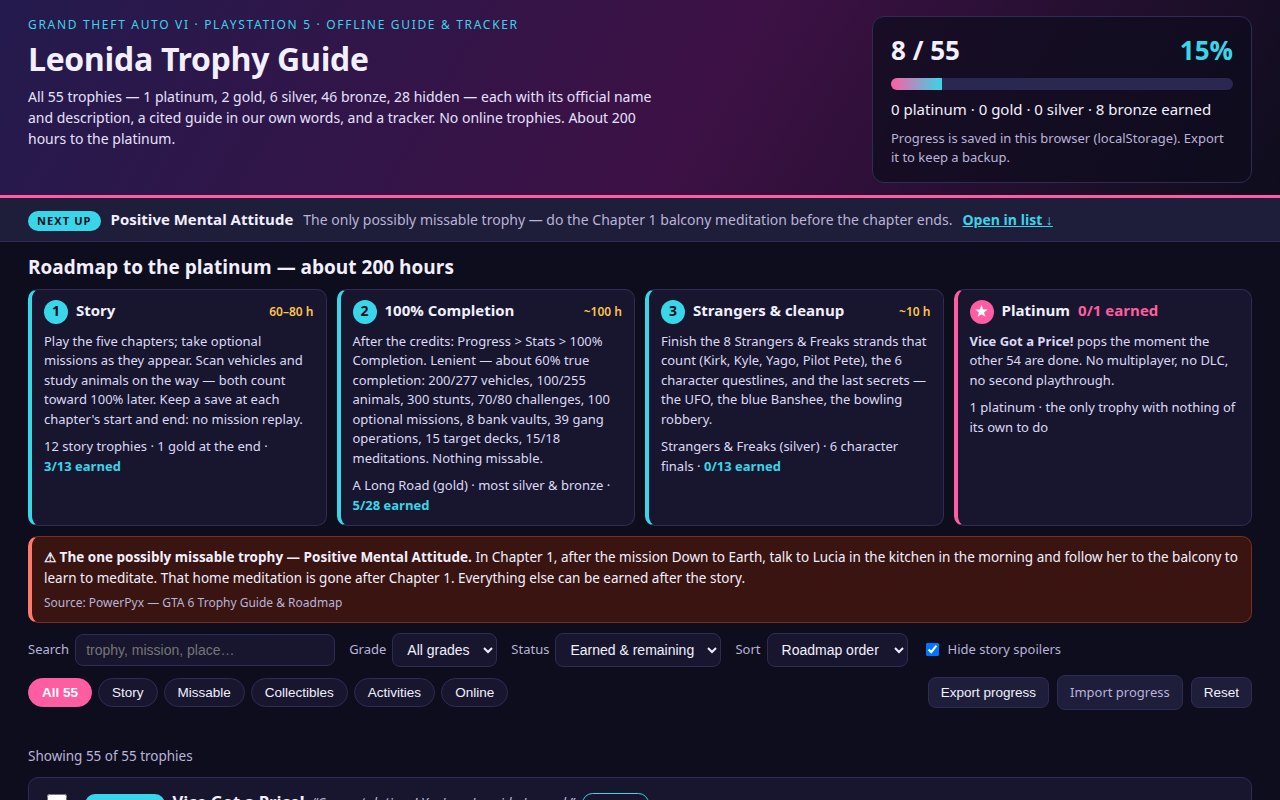 GRAND THEFT AUTO VI · PLAYSTATION 5 · OFFLINE GUIDE & TRACKER
Leonida Trophy Guide
All 55 trophies — 1 platinum, 2 gold, 6 silver, 46 bronze, 28 hidden — each with its official name
and description, a cited guide in our own words, and a tracker. No online trophies. About 200
hours to the platinum.
8 / 55
15%
0 platinum · 0 gold · 0 silver · 8 bronze earned
Progress is saved in this browser (localStorage). Export
it to keep a backup.
NEXT UP Positive Mental Attitude The only possibly missable trophy — do the Chapter 1 balcony meditation before the chapter ends. Open in list ↓
Roadmap to the platinum — about 200 hours
1 Story 60–80 h
Play the five chapters; take optional
missions as they appear. Scan vehicles and
study animals on the way — both count
toward 100% later. Keep a save at each
chapter's start and end: no mission replay.
12 story trophies · 1 gold at the end ·
3/13 earned
2 100% Completion ~100 h
After the credits: Progress > Stats > 100%
Completion. Lenient — about 60% true
completion: 200/277 vehicles, 100/255
animals, 300 stunts, 70/80 challenges, 100
optional missions, 8 bank vaults, 39 gang
operations, 15 target decks, 15/18
meditations. Nothing missable.
A Long Road (gold) · most silver & bronze ·
5/28 earned
3 Strangers & cleanup ~10 h
Finish the 8 Strangers & Freaks strands that
count (Kirk, Kyle, Yago, Pilot Pete), the 6
character questlines, and the last secrets —
the UFO, the blue Banshee, the bowling
robbery.
Strangers & Freaks (silver) · 6 character
finals · 0/13 earned
★ Platinum 0/1 earned
Vice Got a Price! pops the moment the
other 54 are done. No multiplayer, no DLC,
no second playthrough.
1 platinum · the only trophy with nothing of
its own to do
⚠ The one possibly missable trophy — Positive Mental Attitude. In Chapter 1, after the mission Down to Earth, talk to Lucia in the kitchen in the morning and follow her to the balcony to
learn to meditate. That home meditation is gone after Chapter 1. Everything else can be earned after the story.
Source: PowerPyx — GTA 6 Trophy Guide & Roadmap
Search trophy, mission, place… Grade All grades Status Earned & remaining Sort Roadmap order Hide story spoilers
All 55 Story Missable Collectibles Activities Online Export progress Import progress Reset
Showing 55 of 55 trophies
Vice Got a Price!